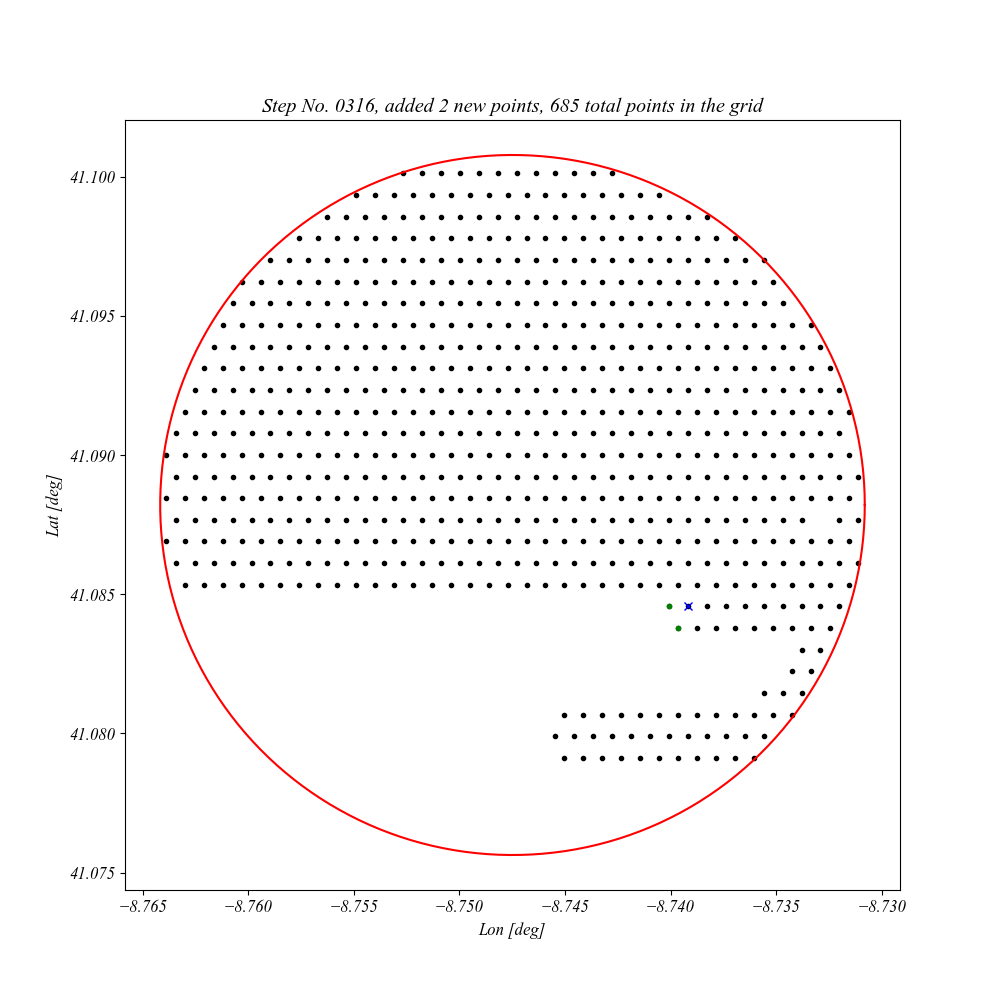 Step No. 0316, added 2 new points, 685 total points in the grid
41.100
41.095
41.090
41.085
41.080
41.075
Lat [deg]
−8.765 −8.760 −8.755 −8.750 −8.745 −8.740 −8.735 −8.730
Lon [deg]